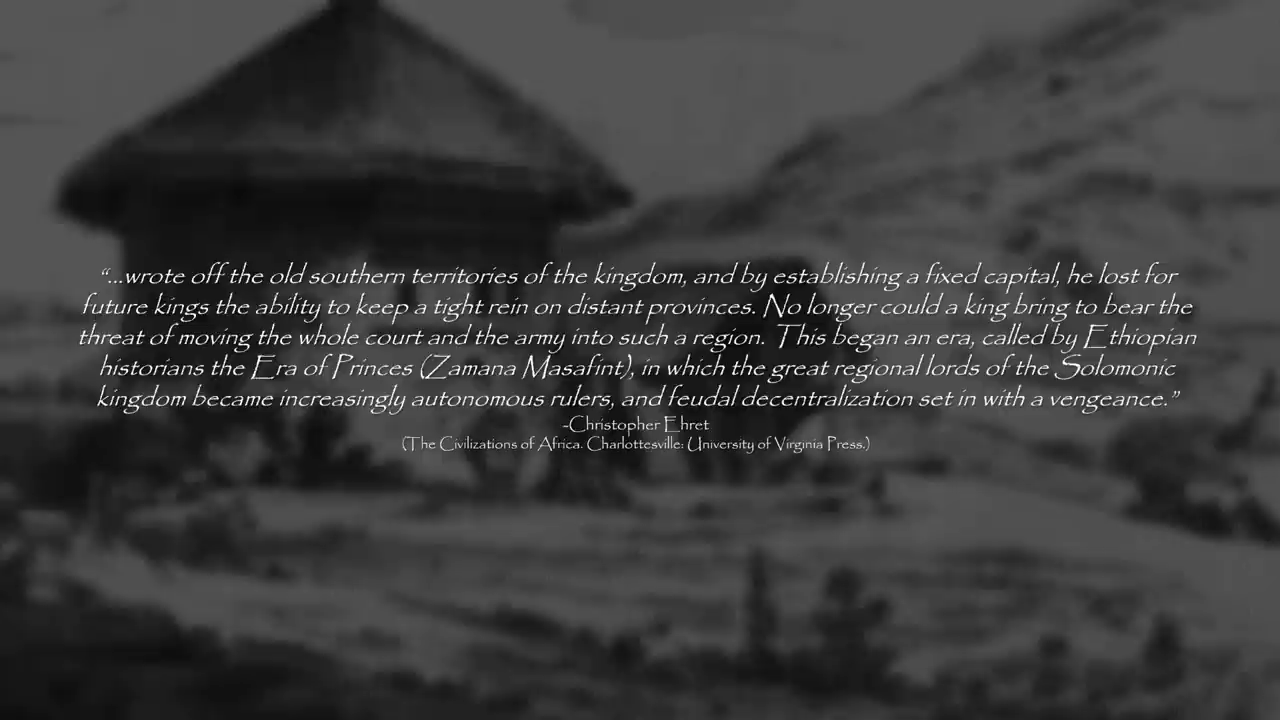 “...wrote off the old southern territories of the kingdom, and by establishing a fixed capital, he lost for
future kings the ability to keep a tight rein on distant provinces. No longer could a king bring to bear the
threat of moving the whole court and the army into such a region. This began an era, called by Ethiopian
historians the Era of Princes (Zamana Masafint), in which the great regional lords of the Solomonic
kingdom became increasingly autonomous rulers, and feudal decentralization set in with a vengeance.”
-Christopher Ehret
(The Civilizations of Africa. Charlottesville: University of Virginia Press.)